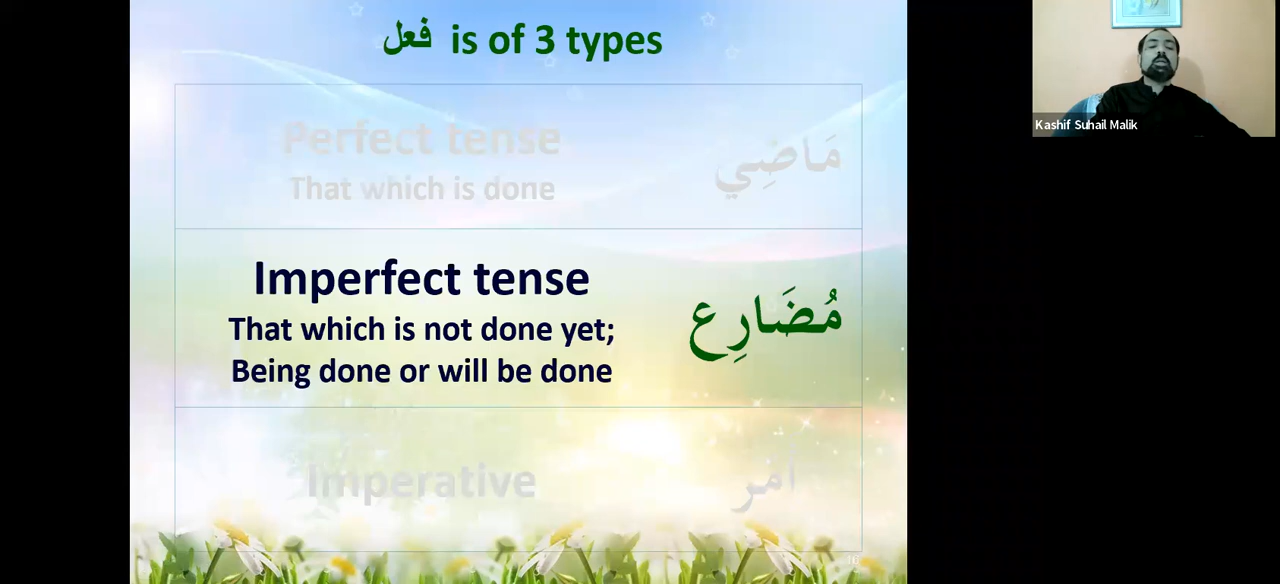 فعل is of 3 types
Perfect tense
That which is done
مَاضِي
Imperfect tense
That which is not done yet;
Being done or will be done
مُضَارِع
Imperative
أمر
Kashif Suhail Malik